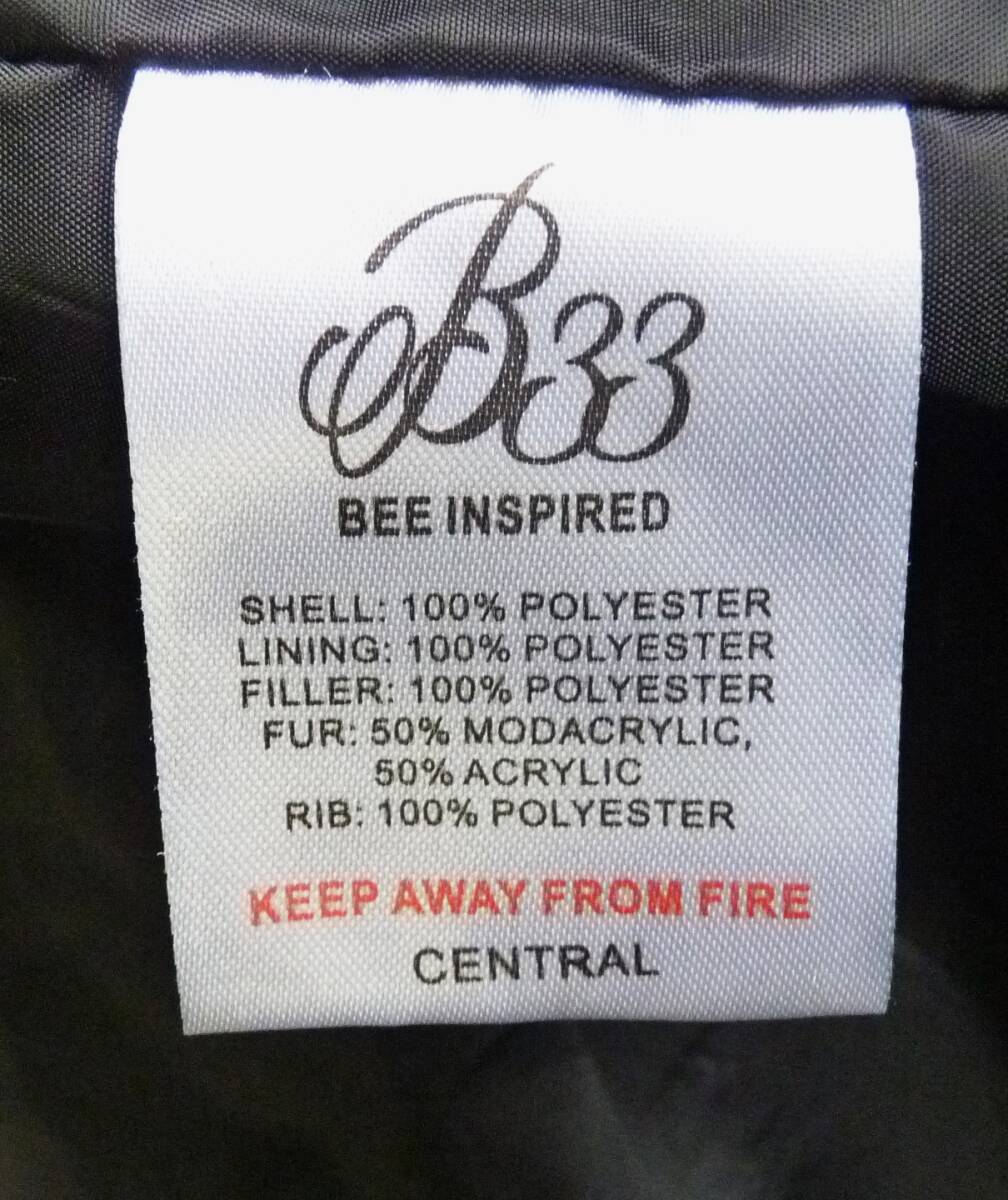 B33
BEE INSPIRED
SHELL: 100% POLYESTER
LINING: 100% POLYESTER
FILLER: 100% POLYESTER
FUR: 50% MODACRYLIC,
50% ACRYLIC
RIB: 100% POLYESTER
KEEP AWAY FROM FIRE
CENTRAL